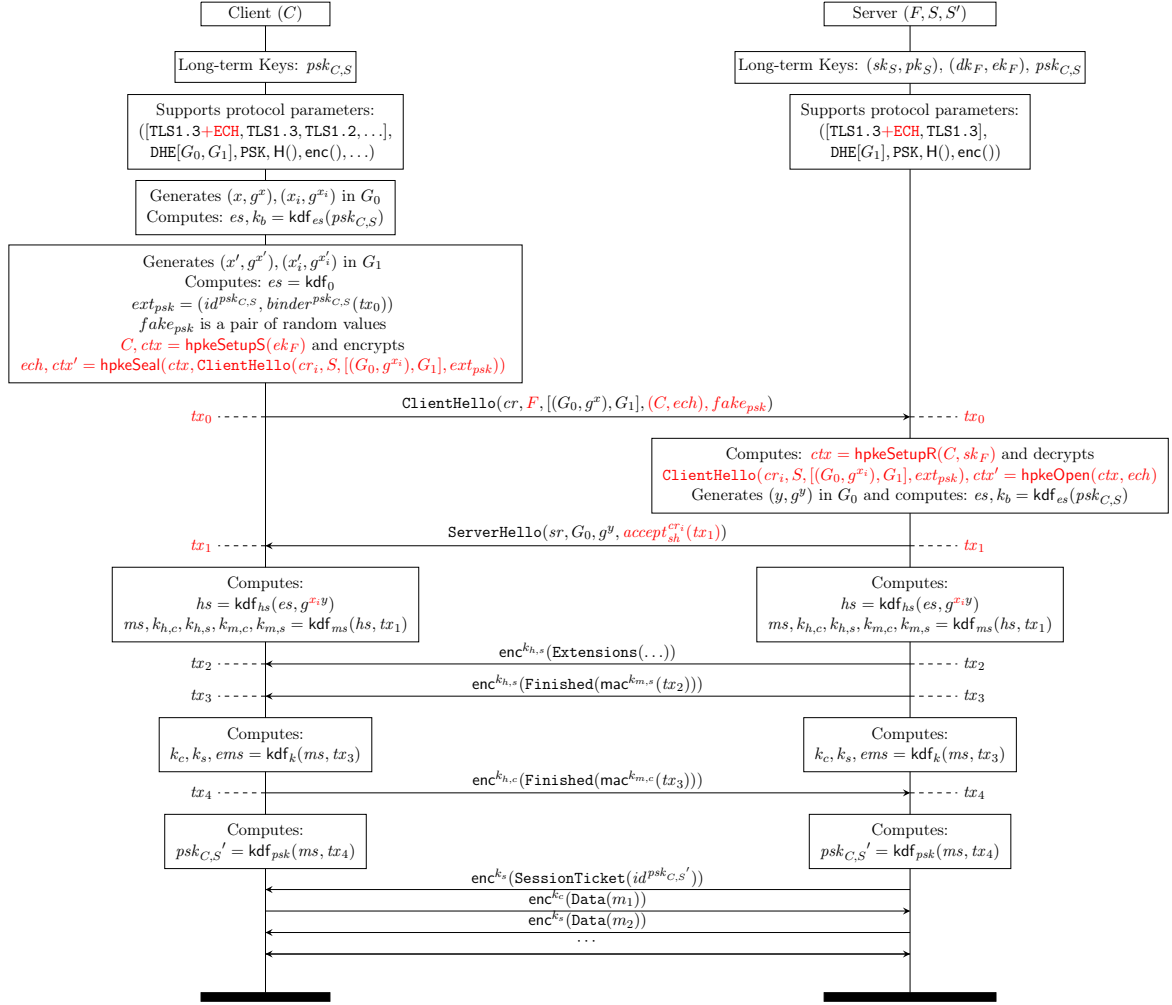 Client (C)
Server (F, S, S′)
Long-term Keys: psk_{C,S}
Long-term Keys: (sk_S, pk_S), (dk_F, ek_F), psk_{C,S}
Supports protocol parameters:
([TLS1.3+ECH, TLS1.3, TLS1.2, ...],
DHE[G_0, G_1], PSK, H(), enc(), ...)
Supports protocol parameters:
([TLS1.3+ECH, TLS1.3],
DHE[G_1], PSK, H(), enc())
Generates (x, g^x), (x_i, g^{x_i}) in G_0
Computes: es, k_b = kdf_{es}(psk_{C,S})
Generates (x′, g^{x′}), (x′_i, g^{x′_i}) in G_1
Computes: es = kdf_0
ext_{psk} = (id^{psk_{C,S}}, binder^{psk_{C,S}}(tx_0))
fake_{psk} is a pair of random values
C, ctx = hpkeSetupS(ek_F) and encrypts
ech, ctx′ = hpkeSeal(ctx, ClientHello(cr_i, S, [(G_0, g^{x_i}), G_1], ext_{psk}))
ClientHello(cr, F, [(G_0, g^x), G_1], (C, ech), fake_{psk})
tx_0
tx_0
Computes: ctx = hpkeSetupR(C, sk_F) and decrypts
ClientHello(cr_i, S, [(G_0, g^{x_i}), G_1], ext_{psk}), ctx′ = hpkeOpen(ctx, ech)
Generates (y, g^y) in G_0 and computes: es, k_b = kdf_{es}(psk_{C,S})
ServerHello(sr, G_0, g^y, accept_{sh}^{cr_i}(tx_1))
tx_1
tx_1
Computes:
hs = kdf_{hs}(es, g^{x_i y})
ms, k_{h,c}, k_{h,s}, k_{m,c}, k_{m,s} = kdf_{ms}(hs, tx_1)
Computes:
hs = kdf_{hs}(es, g^{x_i y})
ms, k_{h,c}, k_{h,s}, k_{m,c}, k_{m,s} = kdf_{ms}(hs, tx_1)
enc^{k_{h,s}}(Extensions(...))
tx_2
tx_2
enc^{k_{h,s}}(Finished(mac^{k_{m,s}}(tx_2)))
tx_3
tx_3
Computes:
k_c, k_s, ems = kdf_k(ms, tx_3)
Computes:
k_c, k_s, ems = kdf_k(ms, tx_3)
enc^{k_{h,c}}(Finished(mac^{k_{m,c}}(tx_3)))
tx_4
tx_4
Computes:
psk_{C,S}′ = kdf_{psk}(ms, tx_4)
Computes:
psk_{C,S}′ = kdf_{psk}(ms, tx_4)
enc^{k_s}(SessionTicket(id^{psk_{C,S}′}))
enc^{k_c}(Data(m_1))
enc^{k_s}(Data(m_2))
...